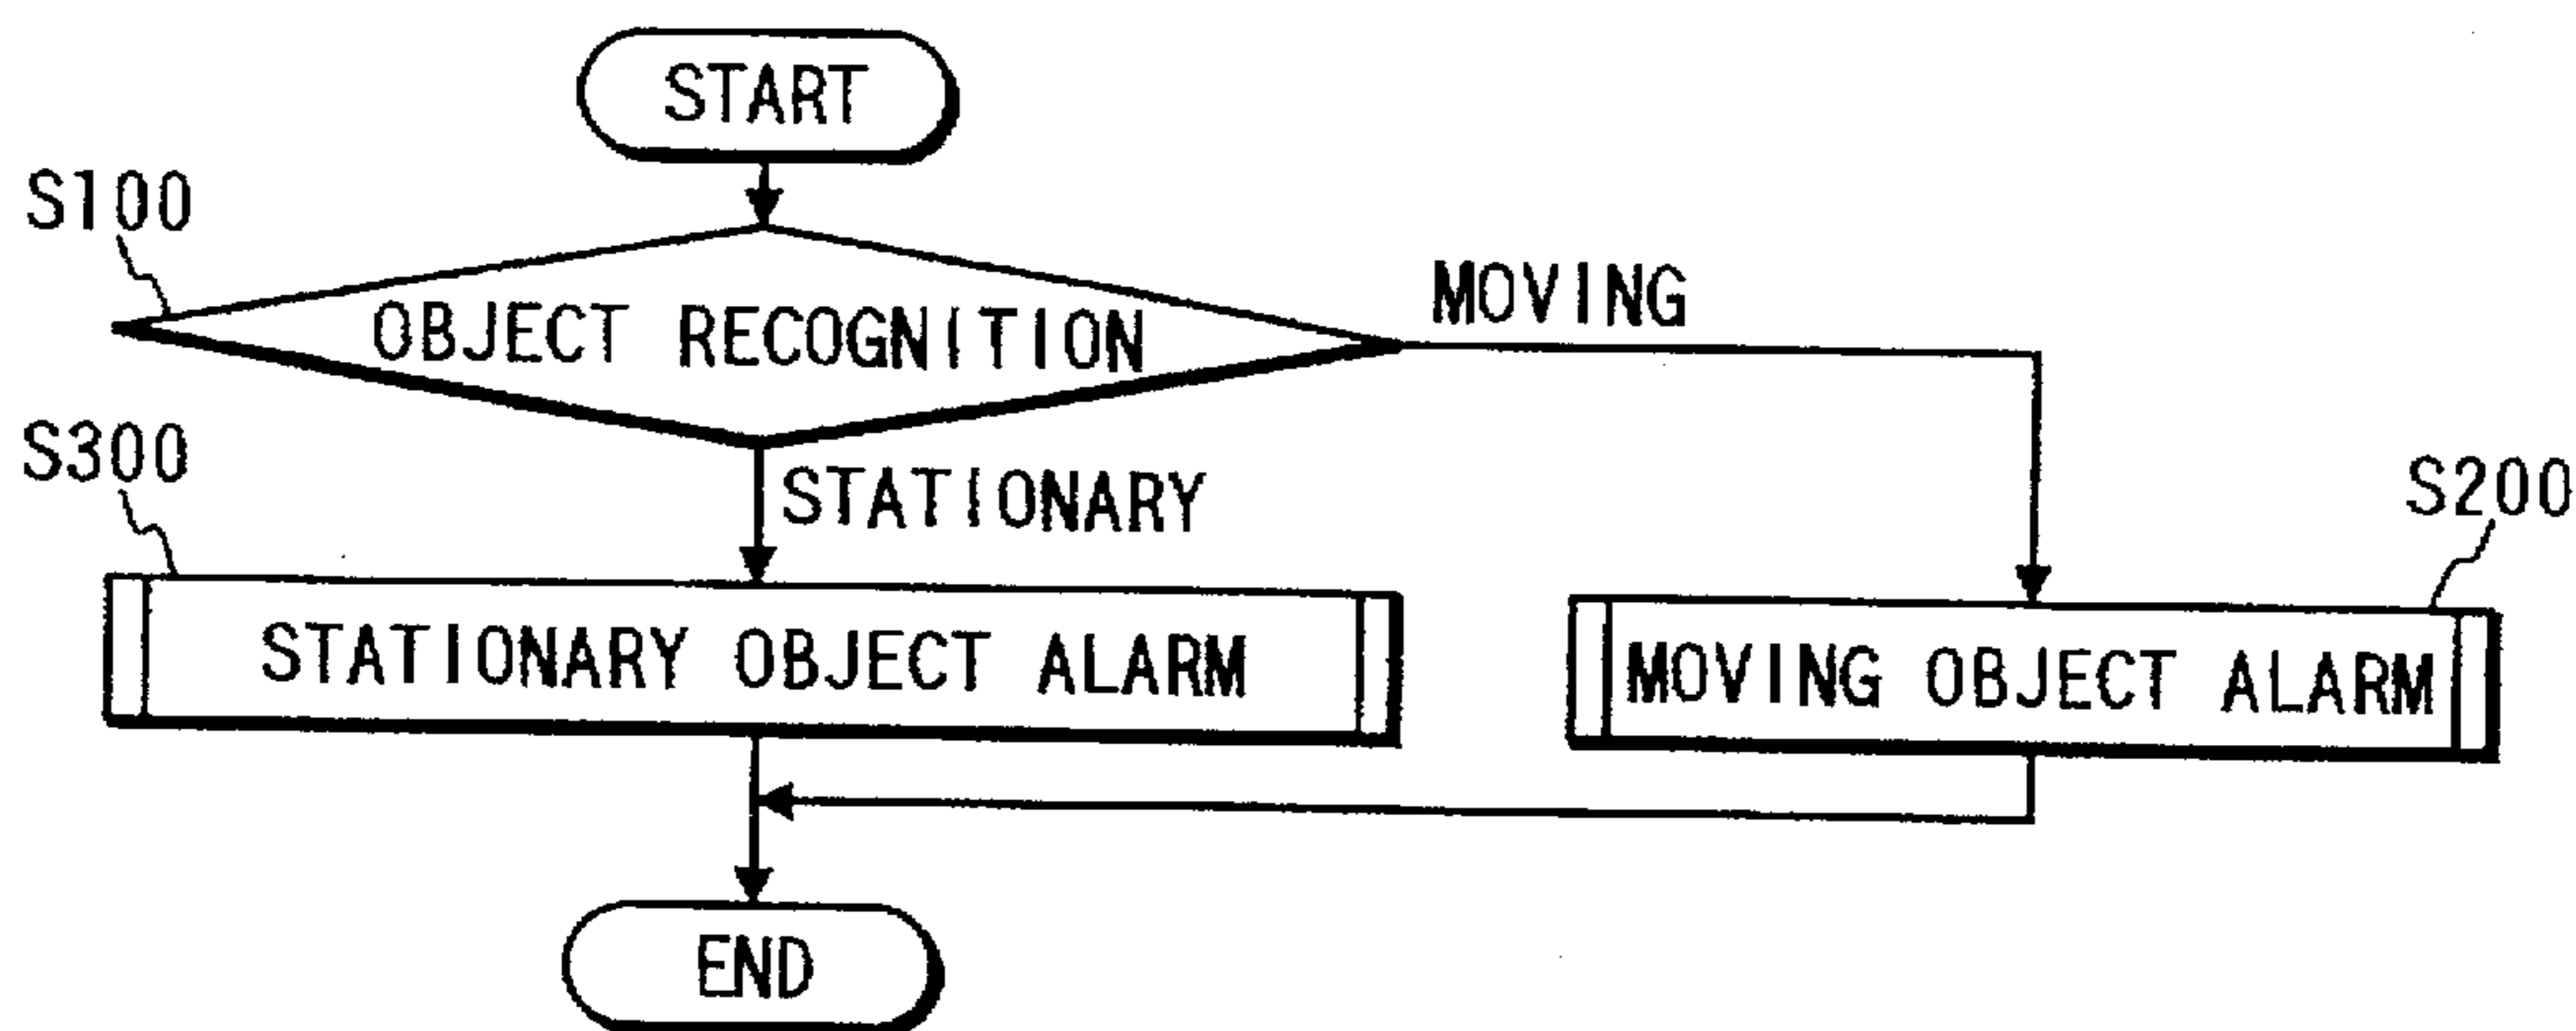 START
S100
OBJECT RECOGNITION
MOVING
S300
STATIONARY
S200
STATIONARY OBJECT ALARM
MOVING OBJECT ALARM
END